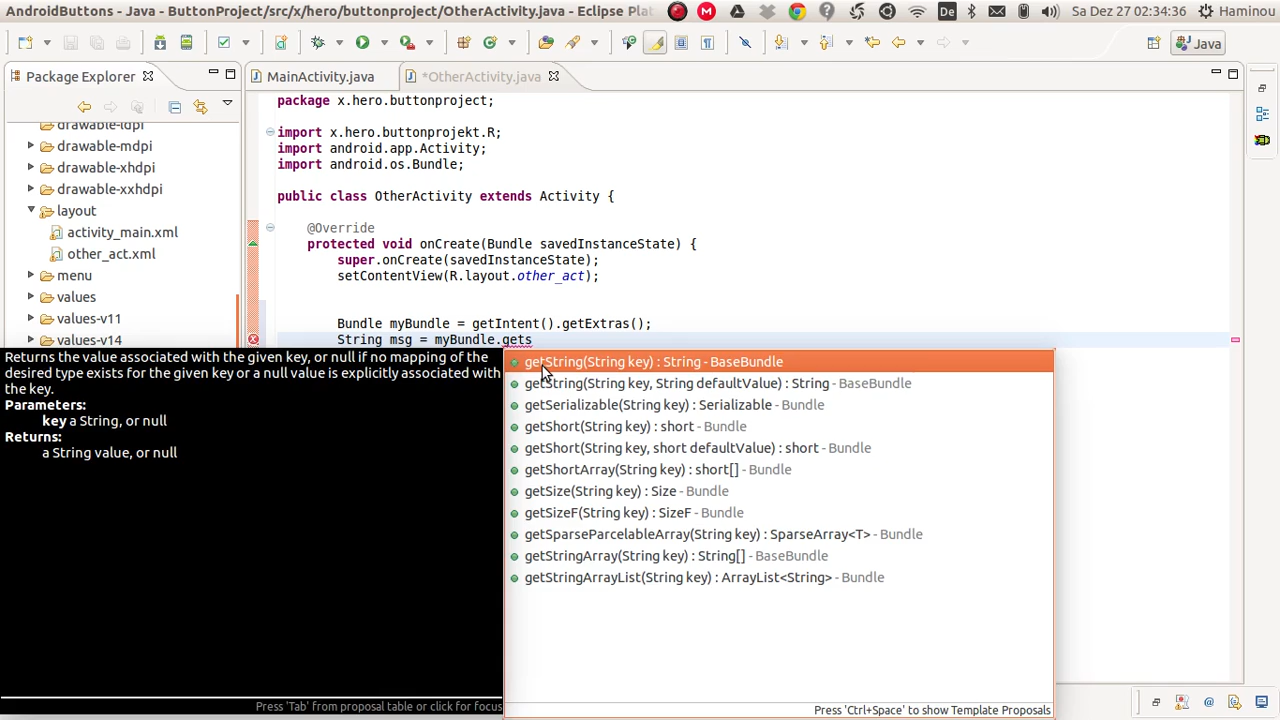 AndroidButtons - Java - ButtonProject/src/x/hero/buttonproject/OtherActivity.java - Eclipse Plat
De
Sa Dez 27 02:34:36
Haminou
Java
Package Explorer
MainActivity.java
*OtherActivity.java
drawable-ldpi
drawable-mdpi
drawable-xhdpi
drawable-xxhdpi
layout
activity_main.xml
other_act.xml
menu
values
values-v11
values-v14
package x.hero.buttonproject;
import x.hero.buttonprojekt.R;
import android.app.Activity;
import android.os.Bundle;
public class OtherActivity extends Activity {
@Override
protected void onCreate(Bundle savedInstanceState) {
super.onCreate(savedInstanceState);
setContentView(R.layout.other_act);
Bundle myBundle = getIntent().getExtras();
String msg = myBundle.gets
Returns the value associated with the given key, or null if no mapping of the
desired type exists for the given key or a null value is explicitly associated with
the key.
Parameters:
key a String, or null
Returns:
a String value, or null
Press 'Tab' from proposal table or click for focus
getString(String key) : String - BaseBundle
getString(String key, String defaultValue) : String - BaseBundle
getSerializable(String key) : Serializable - Bundle
getShort(String key) : short - Bundle
getShort(String key, short defaultValue) : short - Bundle
getShortArray(String key) : short[] - Bundle
getSize(String key) : Size - Bundle
getSizeF(String key) : SizeF - Bundle
getSparseParcelableArray(String key) : SparseArray<T> - Bundle
getStringArray(String key) : String[] - BaseBundle
getStringArrayList(String key) : ArrayList<String> - Bundle
Press 'Ctrl+Space' to show Template Proposals